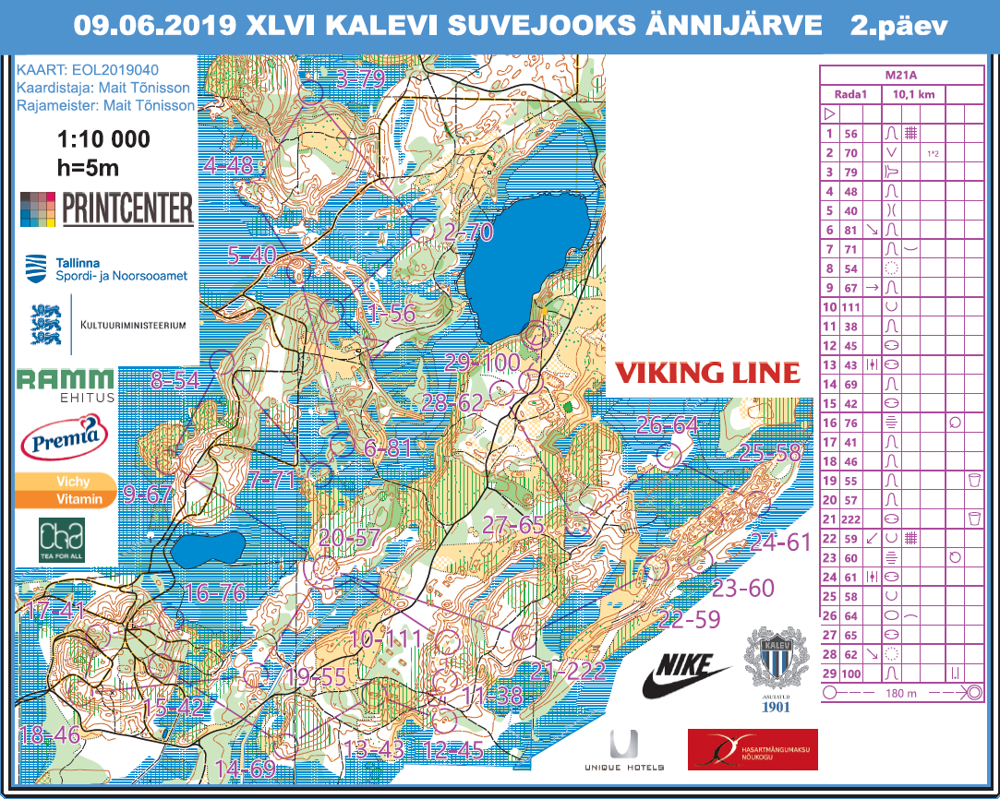 09.06.2019 XLVI KALEVI SUVEJOOKS ÄNNIJÄRVE 2.päev
KAART: EOL2019040
Kaardistaja: Mait Tõnisson
Rajameister: Mait Tõnisson
1:10 000
h=5m
PRINTCENTER
Tallinna
Spordi- ja Noorsooamet
KULTUURIMINISTEERIUM
RAMM
EHITUS
Premia
Vichy
Vitamin
cha
TEA FOR ALL
3-79
4-48
2-70
5-40
1-56
29-100
8-54
28-62
26-64
6-81
25-58
7-71
9-67
27-65
20-57
24-61
16-76
23-60
17-41
22-59
10-111
19-55
21-222
11-38
15-42
18-46
13-43
12-45
14-69
VIKING LINE
NIKE
KALEV
ASUTATUD
1901
UNIQUE HOTELS
HASARTMÄNGUMAKSU
NÕUKOGU
M21A
Rada1 10,1 km
1 56
2 70 1*2
3 79
4 48
5 40
6 81
7 71
8 54
9 67
10 111
11 38
12 45
13 43
14 69
15 42
16 76
17 41
18 46
19 55
20 57
21 222
22 59
23 60
24 61
25 58
26 64
27 65
28 62
29 100
180 m